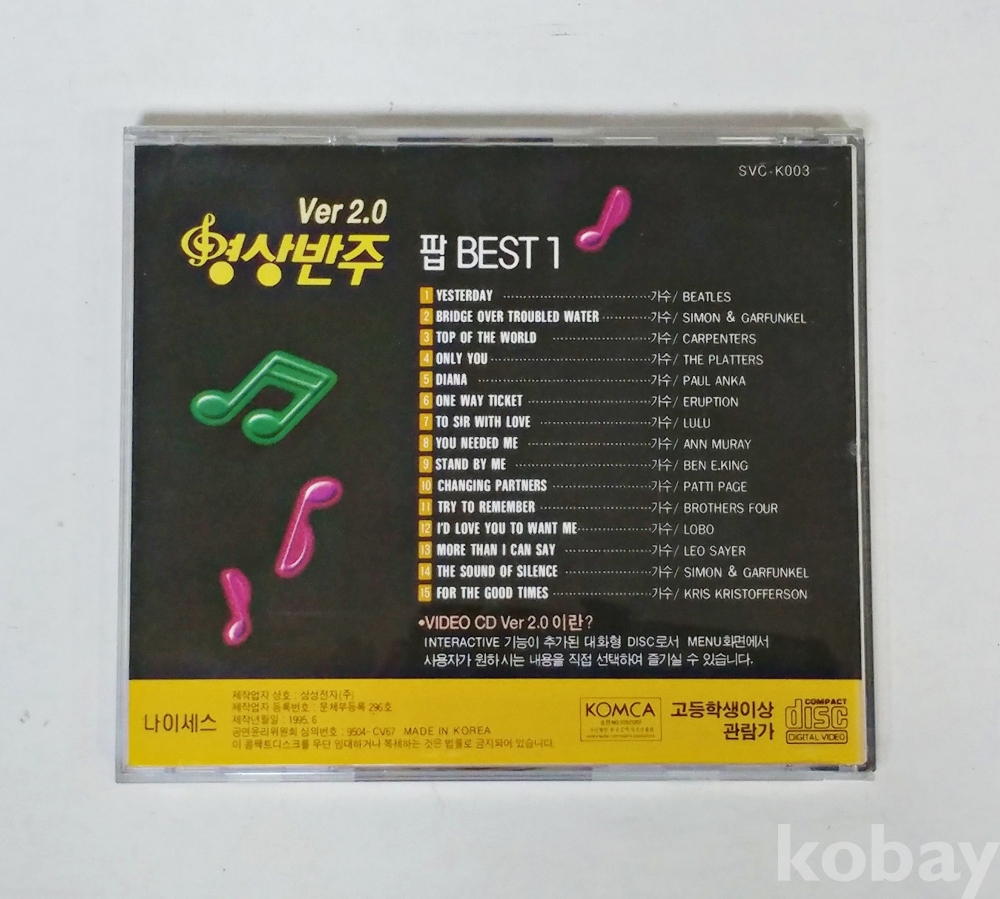 SVC-K003
Ver 2.0
영상반주
팝 BEST 1
1 YESTERDAY 가수/ BEATLES
2 BRIDGE OVER TROUBLED WATER 가수/ SIMON & GARFUNKEL
3 TOP OF THE WORLD 가수/ CARPENTERS
4 ONLY YOU 가수/ THE PLATTERS
5 DIANA 가수/ PAUL ANKA
6 ONE WAY TICKET 가수/ ERUPTION
7 TO SIR WITH LOVE 가수/ LULU
8 YOU NEEDED ME 가수/ ANN MURAY
9 STAND BY ME 가수/ BEN E.KING
10 CHANGING PARTNERS 가수/ PATTI PAGE
11 TRY TO REMEMBER 가수/ BROTHERS FOUR
12 I'D LOVE YOU TO WANT ME 가수/ LOBO
13 MORE THAN I CAN SAY 가수/ LEO SAYER
14 THE SOUND OF SILENCE 가수/ SIMON & GARFUNKEL
15 FOR THE GOOD TIMES 가수/ KRIS KRISTOFFERSON
•VIDEO CD Ver 2.0 이란?
INTERACTIVE 기능이 추가된 대화형 DISC로서 MENU화면에서
사용자가 원하시는 내용을 직접 선택하여 즐기실 수 있습니다.
나이세스
제작업자 상호 : 삼성전자(주)
제작업자 등록번호 : 문체부등록 296호
제작년월일 : 1995. 6
공연윤리위원회 심의번호 : 9504-CV67 MADE IN KOREA
이 콤팩트디스크를 무단 임대하거나 복제하는 것은 법률로 금지되어 있습니다.
KOMCA
고등학생이상
관람가
COMPACT
disc
DIGITAL VIDEO
kobay